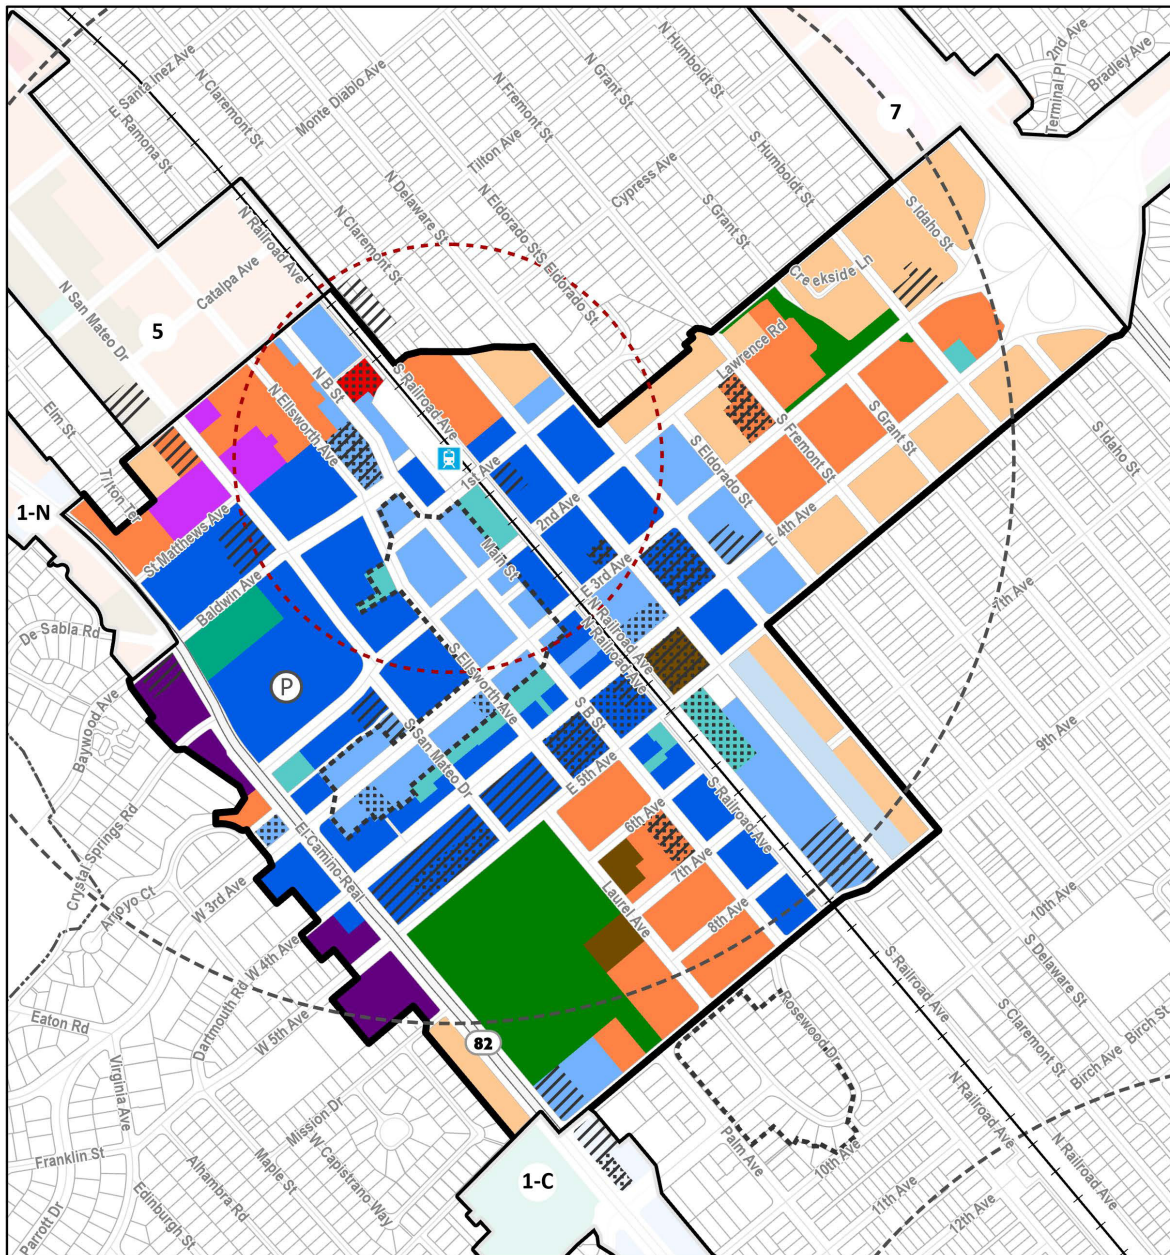 Santa Inez Ave
N Claremont St
E Ramona St
Monte Diablo Ave
N Humboldt St
N Grant St
N Fremont St
Tilton Ave
Cypress Ave
S Humboldt St
S Grant St
2nd Ave
Bradley Ave
Terminal Pl
7
N Delaware St
N Eldorado St
S Eldorado St
N Claremont St
N Railroad Ave
Catalpa Ave
N San Mateo Dr
5
S Idaho St
Creekside Ln
Lawrence Rd
N B St
S Railroad Ave
N Ellsworth Ave
Elm St
Tilton Ter
1-N
St Matthews Ave
Baldwin Ave
1st Ave
2nd Ave
Main St
E 3rd Ave
E 4th Ave
S Eldorado St
S Fremont St
S Grant St
S Idaho St
7th Ave
9th Ave
De Sabla Rd
Baywood Ave
P
N Railroad Ave
N Railroad Ave
S Ellsworth Ave
S B St
S San Mateo Dr
E 5th Ave
6th Ave
7th Ave
8th Ave
S Railroad Ave
Laurel Ave
El Camino Real
Crystal Springs Rd
Arroyo Ct
W 3rd Ave
W 4th Ave
W 5th Ave
Dartmouth Rd
Eaton Rd
Virginia Ave
Franklin St
Parrott Dr
Edinburgh St
Alhambra Rd
Maple St
Mission Dr
W Capistrano Way
82
1-C
Rosewood Dr
Palm Ave
10th Ave
11th Ave
12th Ave
S Railroad Ave
N Railroad Ave
N Railroad Ave
10th Ave
S Delaware St
S Claremont St
Birch Ave
Birch St